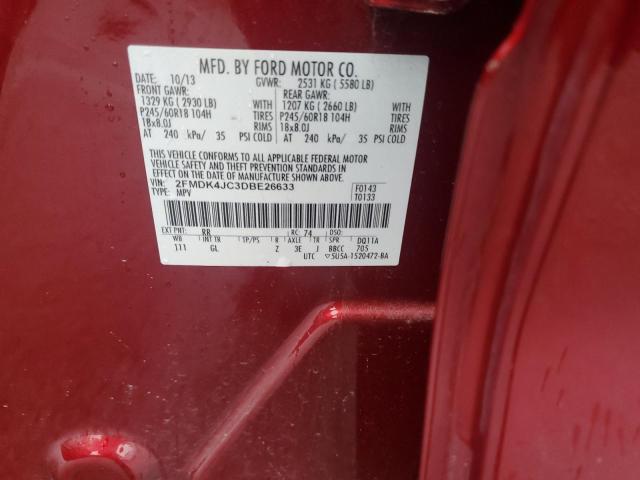 MFD. BY FORD MOTOR CO.
DATE: 10/13 GVWR: 2531 KG ( 5580 LB)
FRONT GAWR: REAR GAWR:
1329 KG ( 2930 LB) WITH 1207 KG ( 2660 LB) WITH
P245/60R18 104H TIRES P245/60R18 104H TIRES
18x8.0J RIMS 18x8.0J RIMS
AT 240 kPa/ 35 PSI COLD AT 240 kPa/ 35 PSI COLD
THIS VEHICLE CONFORMS TO ALL APPLICABLE FEDERAL MOTOR
VEHICLE SAFETY AND THEFT PREVENTION STANDARDS IN EFFECT
ON THE DATE OF MANUFACTURE SHOWN ABOVE.
VIN: 2FMDK4JC3DBE26633 F0143
TYPE: MPV T0133
EXT PNT: RR RC: 74 DSO:
WB INT TR TP/PS R AXLE TR SPR DQ11A
111 GL Z 3E J BBCC 705
UTC 5U5A-1520472-BA